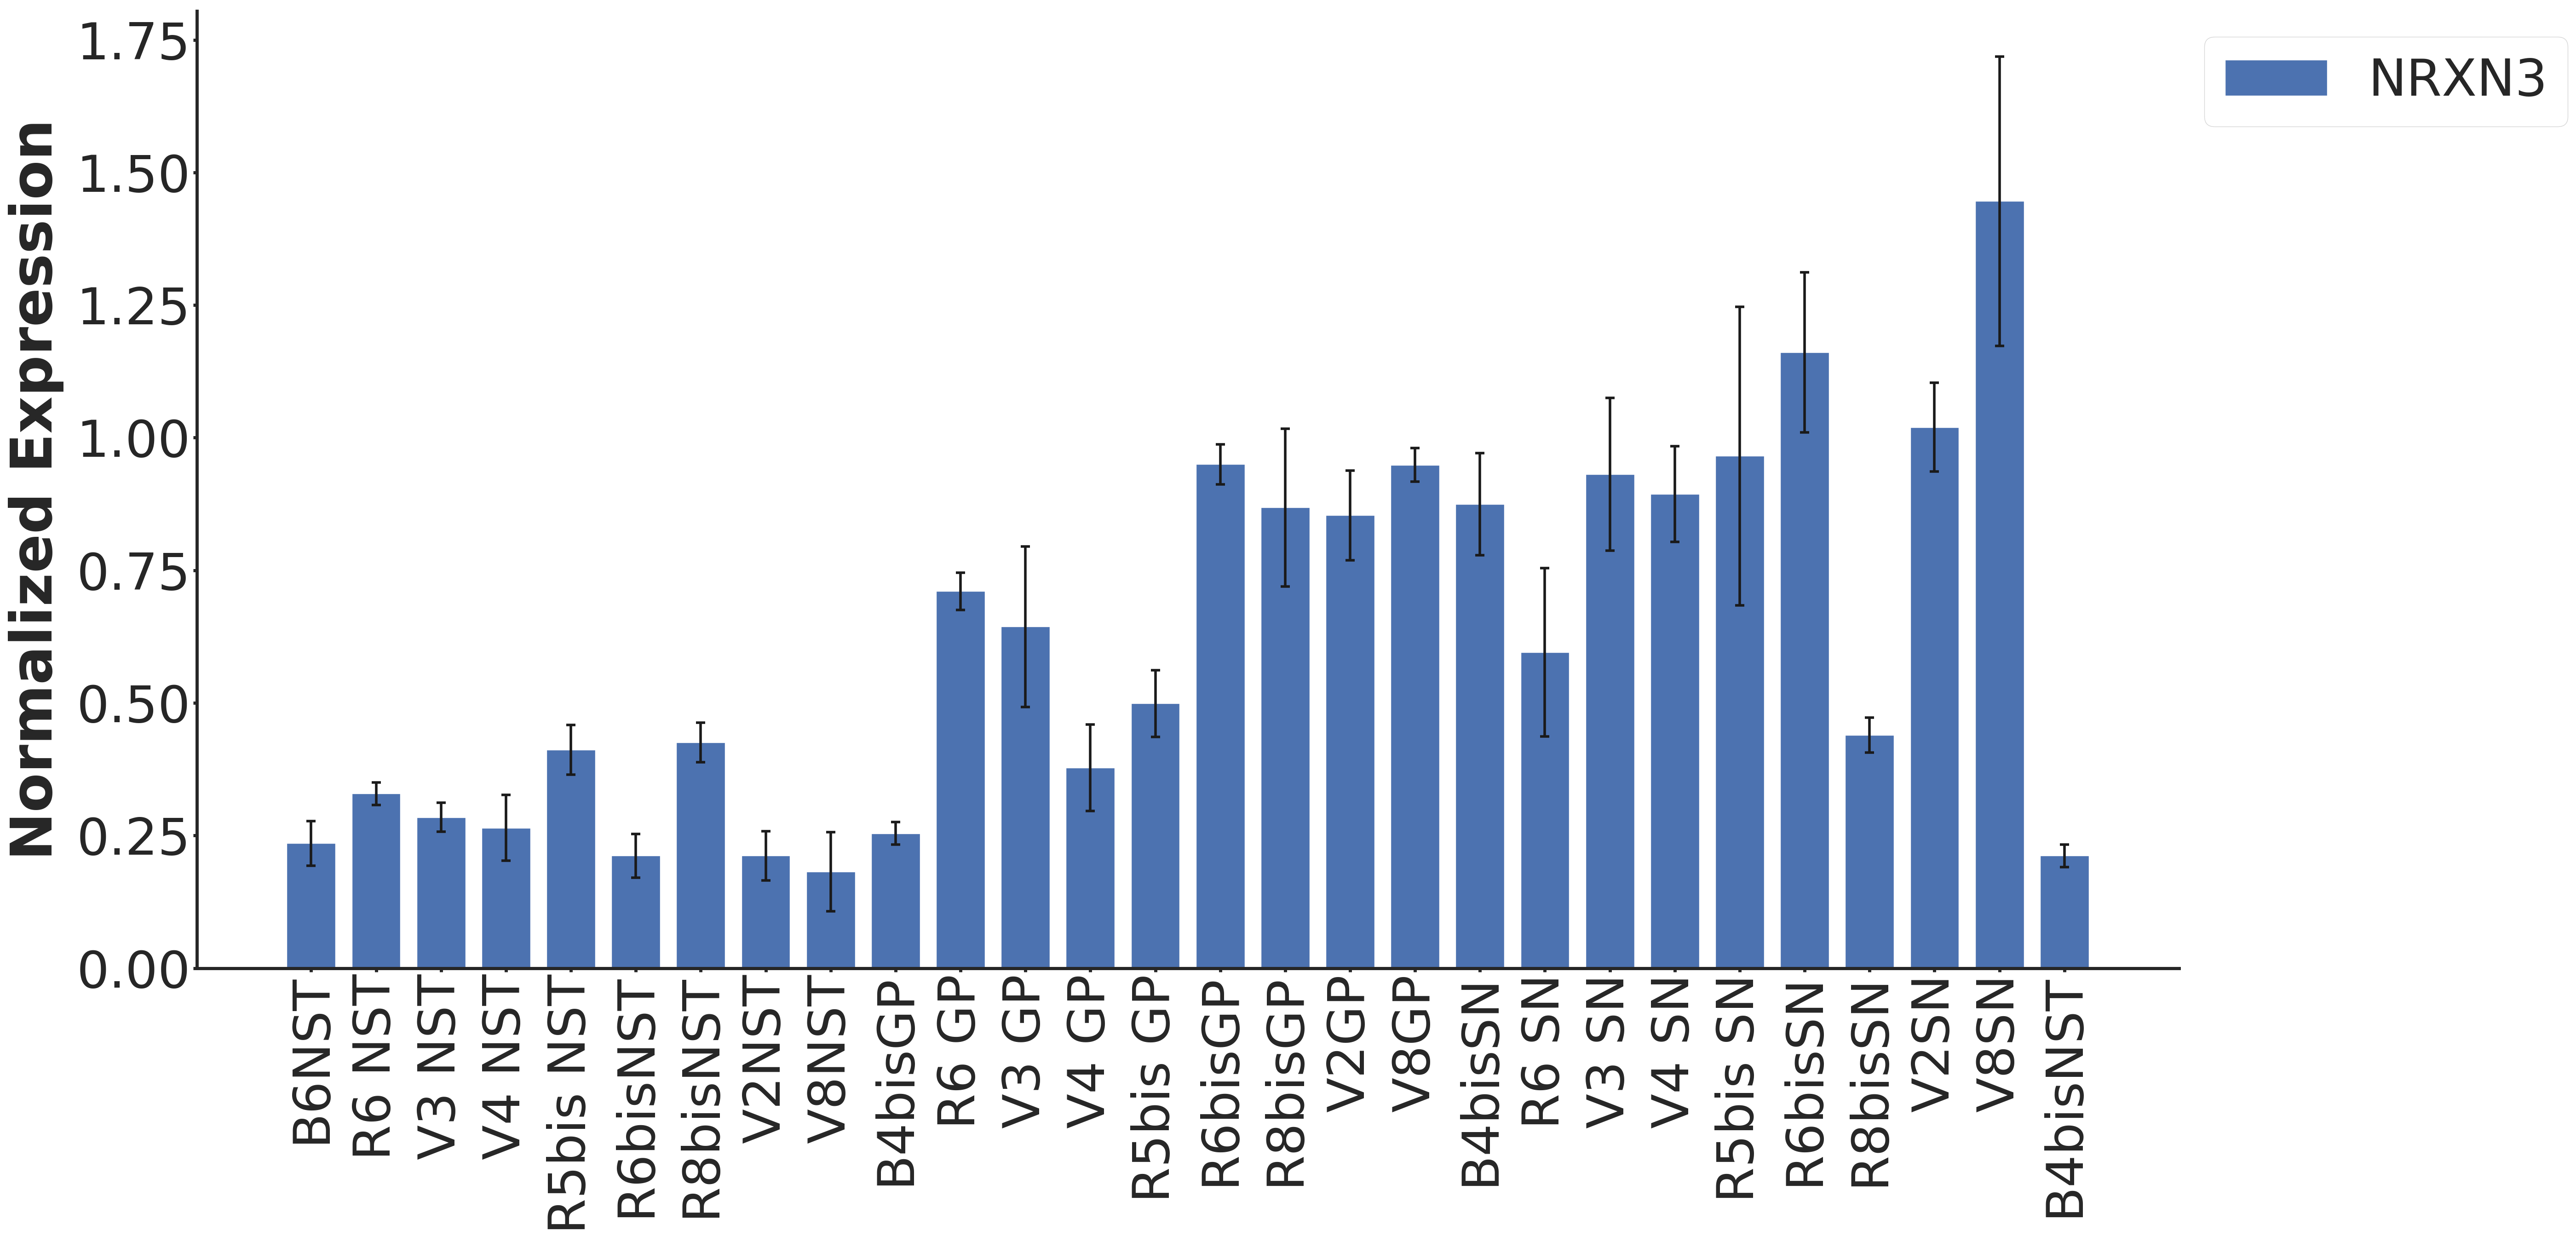 Normalized Expression
1.75
1.50
1.25
1.00
0.75
0.50
0.25
0.00
B6NST
R6 NST
V3 NST
V4 NST
R5bis NST
R6bisNST
R8bisNST
V2NST
V8NST
B4bisGP
R6 GP
V3 GP
V4 GP
R5bis GP
R6bisGP
R8bisGP
V2GP
V8GP
B4bisSN
R6 SN
V3 SN
V4 SN
R5bis SN
R6bisSN
R8bisSN
V2SN
V8SN
B4bisNST
NRXN3